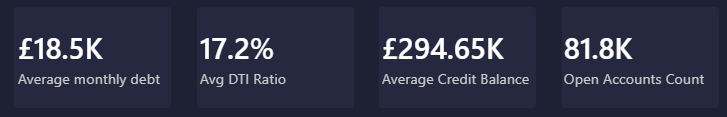 £18.5K
Average monthly debt
17.2%
Avg DTI Ratio
£294.65K
Average Credit Balance
81.8K
Open Accounts Count